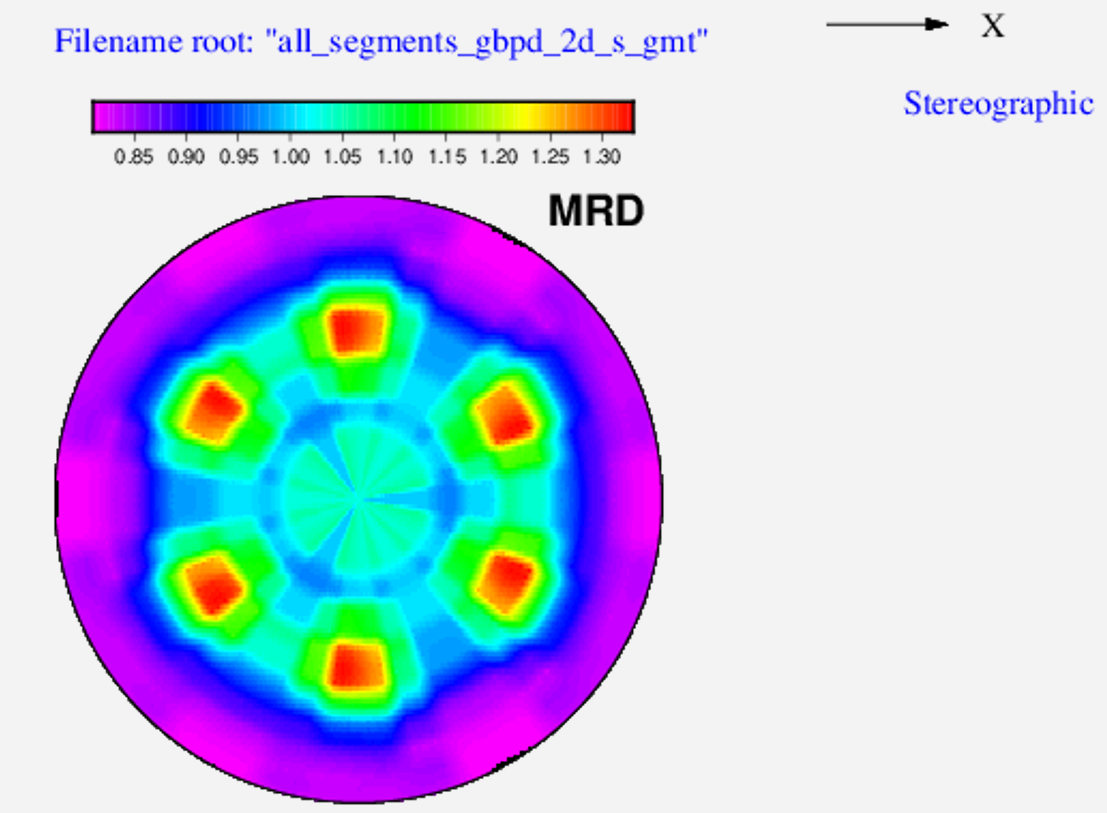 Filename root: "all_segments_gbpd_2d_s_gmt"
X
Stereographic
0.85 0.90 0.95 1.00 1.05 1.10 1.15 1.20 1.25 1.30
MRD